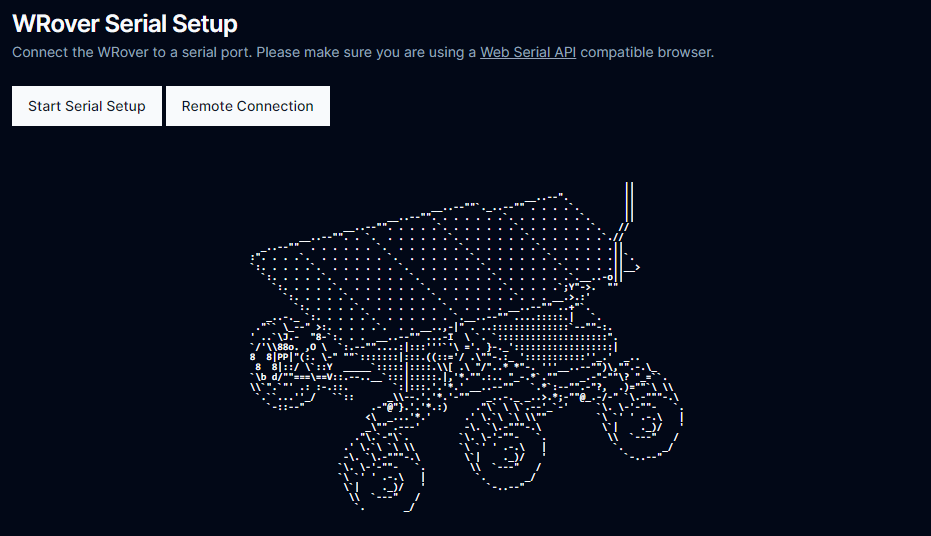 WRover Serial Setup
Connect the WRover to a serial port. Please make sure you are using a Web Serial API compatible browser.
Start Serial Setup
Remote Connection